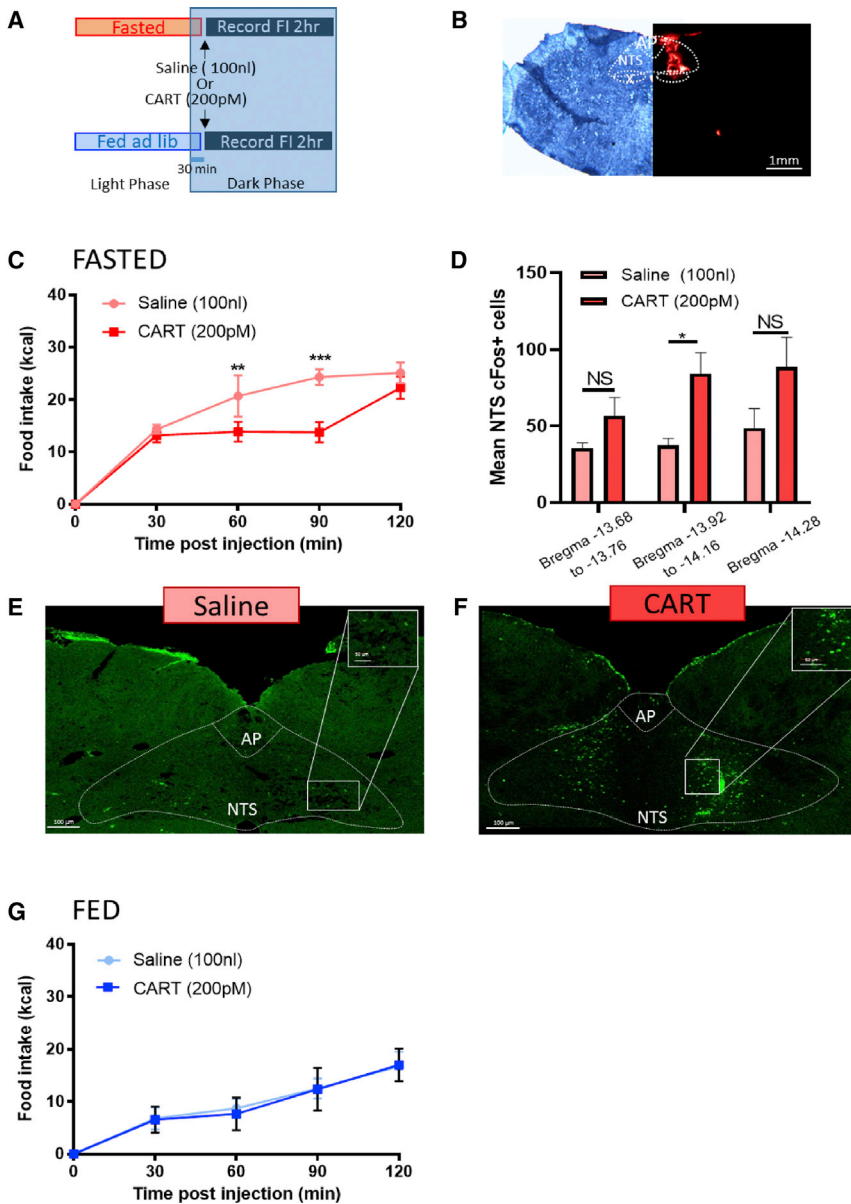 A
Fasted
Record FI 2hr
Saline ( 100nl)
Or
CART (200pM)
Fed ad lib
Record FI 2hr
30 min
Light Phase
Dark Phase
B
AP
NTS
X
1mm
C
FASTED
Saline (100nl)
CART (200pM)
Food intake (kcal)
40
30
20
10
0
**
***
0
30
60
90
120
Time post injection (min)
D
Saline (100nl)
CART (200pM)
Mean NTS cFos+ cells
150
100
50
0
NS
*
NS
Bregma -13.68
to -13.76
Bregma -13.92
to -14.16
Bregma -14.28
E
Saline
50 µm
AP
NTS
100 µm
F
CART
50 µm
AP
NTS
100 µm
G
FED
Saline (100nl)
CART (200pM)
Food intake (kcal)
40
30
20
10
0
0
30
60
90
120
Time post injection (min)